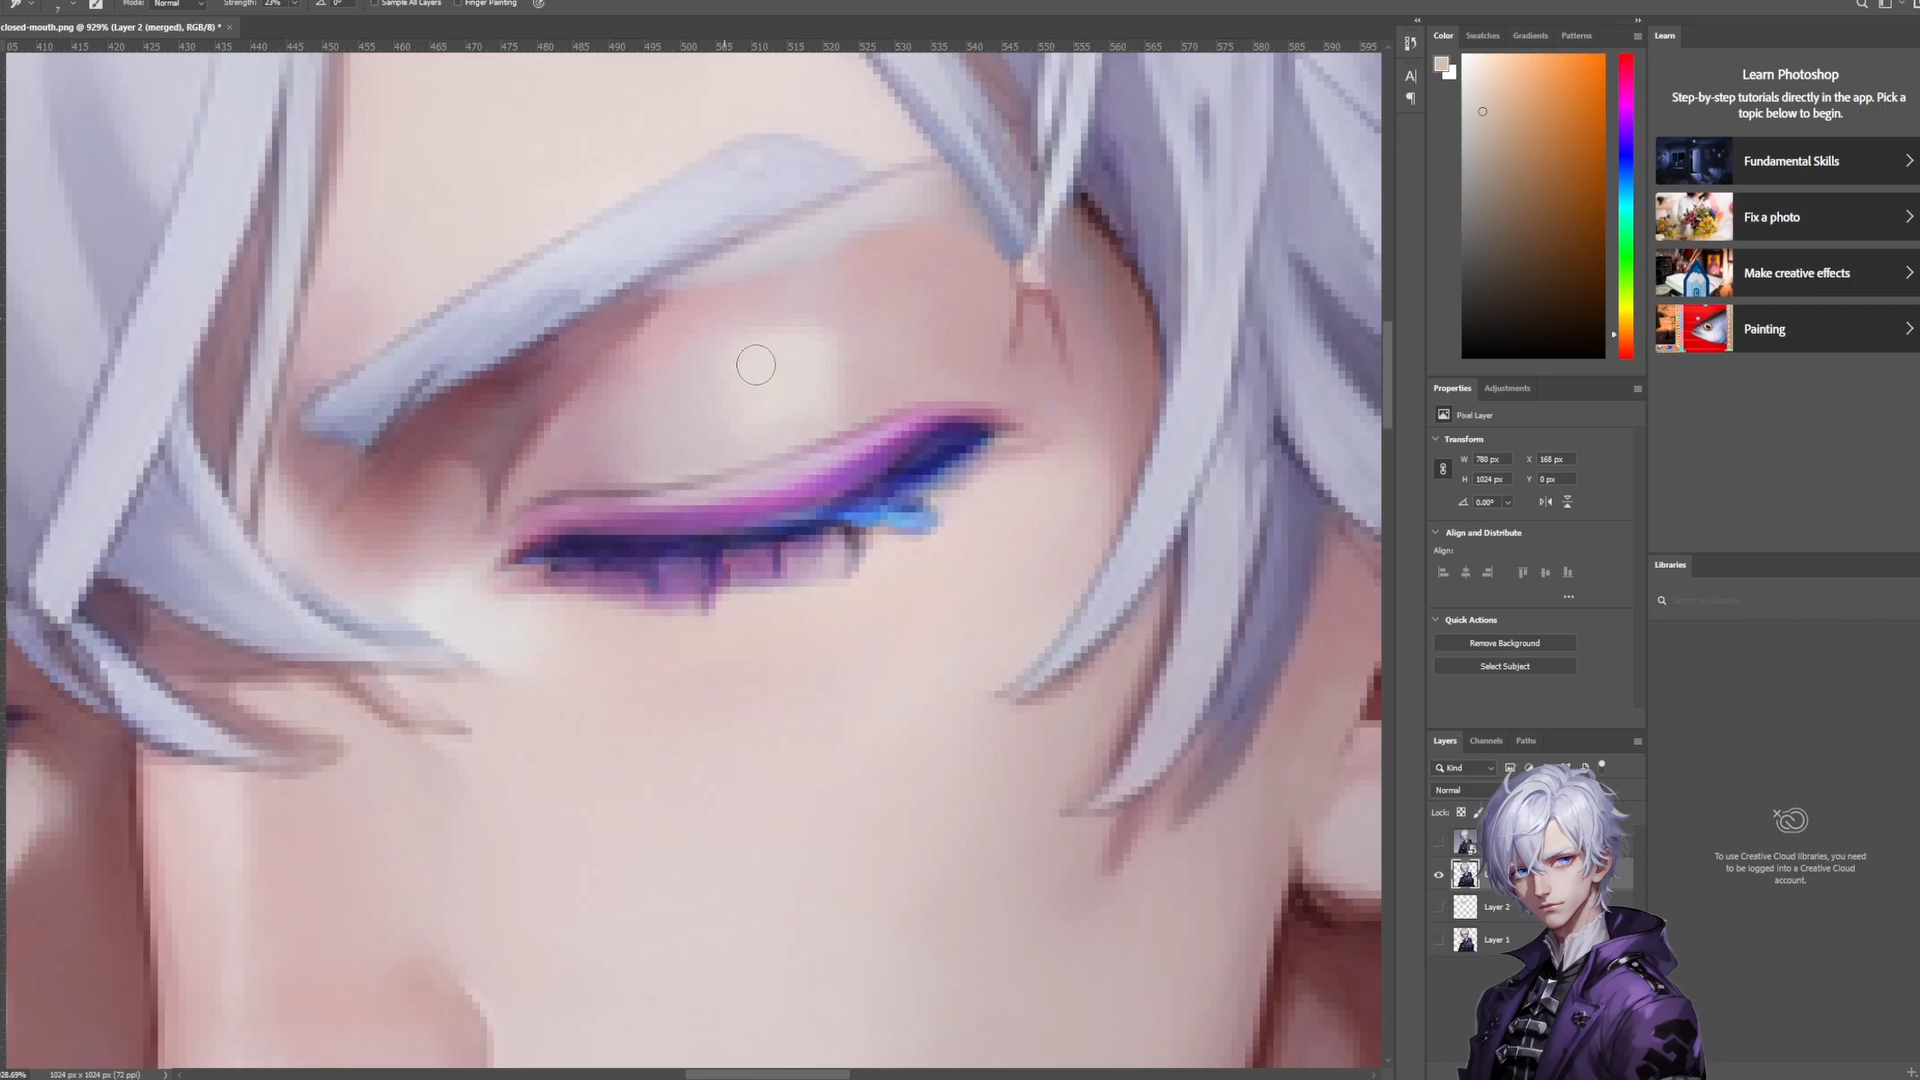 7
Mode: Normal
Strength: 23%
0°
Sample All Layers
Finger Painting
closed-mouth.png @ 929% (Layer 2 (merged), RGB/8) * ×
05 410 415 420 425 430 435 440 445 450 455 460 465 470 475 480 485 490 495 500 505 510 515 520 525 530 535 540 545 550 555 560 565 570 575 580 585 590 595
Color Swatches Gradients Patterns
Learn
Learn Photoshop
Step-by-step tutorials directly in the app. Pick a
topic below to begin.
Fundamental Skills
Fix a photo
Make creative effects
Painting
Properties Adjustments
Pixel Layer
Transform
W 780 px X 168 px
H 1024 px Y 0 px
0.00°
Align and Distribute
Align:
Quick Actions
Remove Background
Select Subject
Libraries
Layers Channels Paths
Kind
Normal
Lock:
Layer 2
Layer 1
To use Creative Cloud libraries, you need
to be logged into a Creative Cloud
account.
928.69% 1024 px x 1024 px (72 ppi)